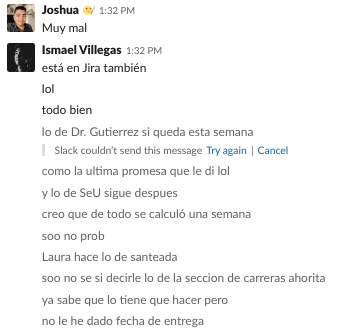 Joshua 1:32 PM
Muy mal
Ismael Villegas 1:32 PM
está en Jira también
lol
todo bien
lo de Dr. Gutierrez si queda esta semana
Slack couldn't send this message Try again | Cancel
como la ultima promesa que le di lol
y lo de SeU sigue despues
creo que de todo se calculó una semana
soo no prob
Laura hace lo de santeada
soo no se si decirle lo de la seccion de carreras ahorita
ya sabe que lo tiene que hacer pero
no le he dado fecha de entrega